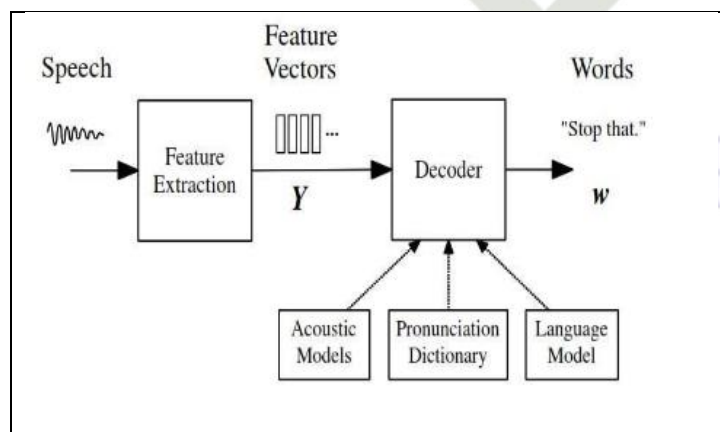 Speech
Feature
Vectors
Words
...
"Stop that."
Feature
Extraction
Y
Decoder
w
Acoustic
Models
Pronunciation
Dictionary
Language
Model